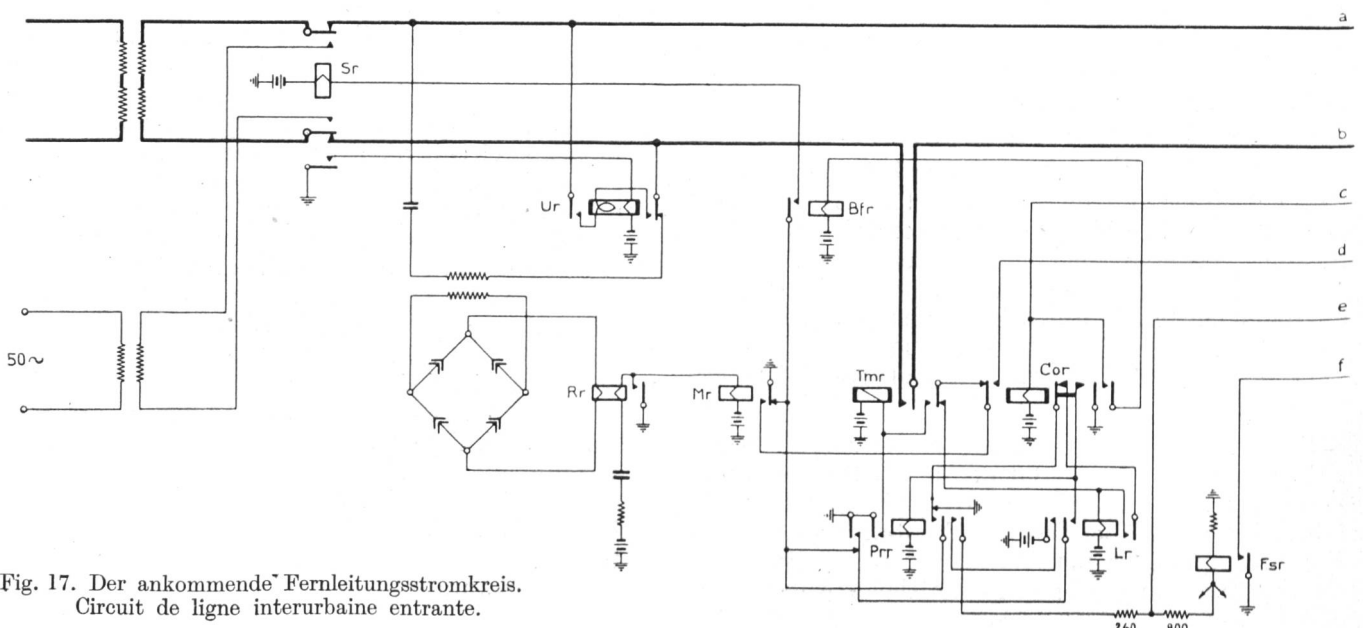 a
Sr
b
Ur
Bfr
c
d
e
50~
Cor
Tmr
f
Rr
Mr
Prr
Lr
Fsr
Fig. 17. Der ankommende Fernleitungsstromkreis.
Circuit de ligne interurbaine entrante.